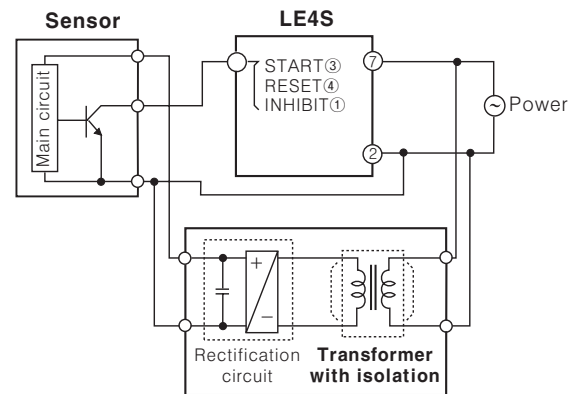 Sensor
LE4S
Main circuit
START③
RESET④
INHIBIT①
⑦
②
~
Power
+
−
Rectification
circuit
Transformer
with isolation